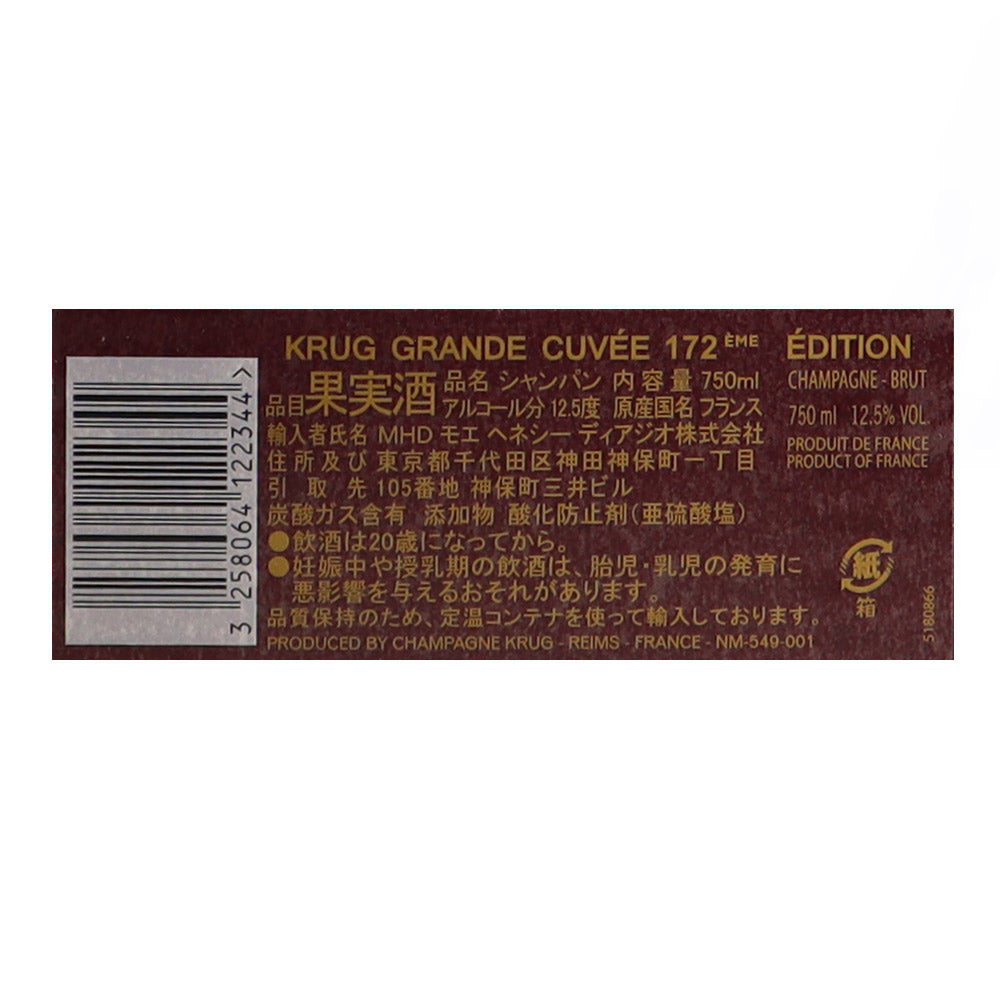 KRUG GRANDE CUVÉE 172 ÈME ÉDITION
品目 果実酒 品名 シャンパン 内容量 750ml
アルコール分 12.5度 原産国名 フランス
輸入者氏名 MHD モエ ヘネシー ディアジオ株式会社
住所及び 東京都千代田区神田神保町一丁目
引取先 105番地 神保町三井ビル
炭酸ガス含有 添加物 酸化防止剤(亜硫酸塩)
●飲酒は20歳になってから。
●妊娠中や授乳期の飲酒は、胎児・乳児の発育に
悪影響を与えるおそれがあります。
品質保持のため、定温コンテナを使って輸入しております。
PRODUCED BY CHAMPAGNE KRUG - REIMS - FRANCE - NM-549-001
CHAMPAGNE - BRUT
750 ml 12.5% VOL.
PRODUIT DE FRANCE
PRODUCT OF FRANCE
紙
箱
5180866
3 258064 122344 >